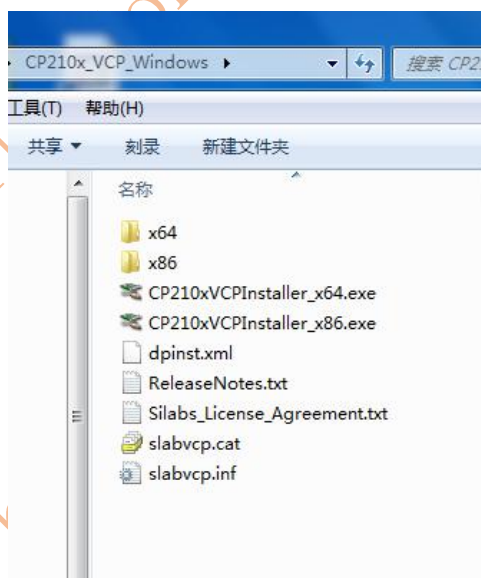 CP210x_VCP_Windows
搜索 CP2
工具(T) 帮助(H)
共享 刻录 新建文件夹
名称
x64
x86
CP210xVCPInstaller_x64.exe
CP210xVCPInstaller_x86.exe
dpinst.xml
ReleaseNotes.txt
Silabs_License_Agreement.txt
slabvcp.cat
slabvcp.inf